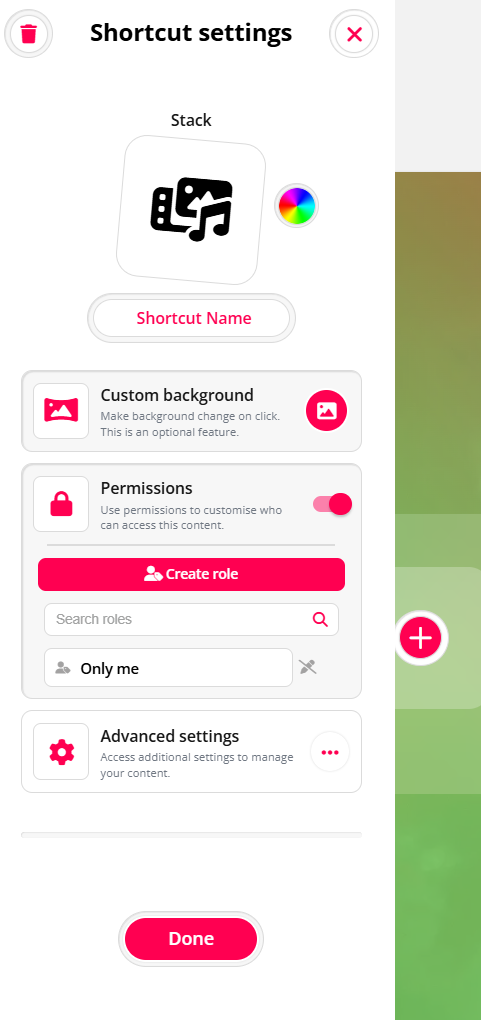 Shortcut settings
Stack
Shortcut Name
Custom background
Make background change on click.
This is an optional feature.
Permissions
Use permissions to customise who
can access this content.
Create role
Search roles
Only me
Advanced settings
Access additional settings to manage
your content.
Done